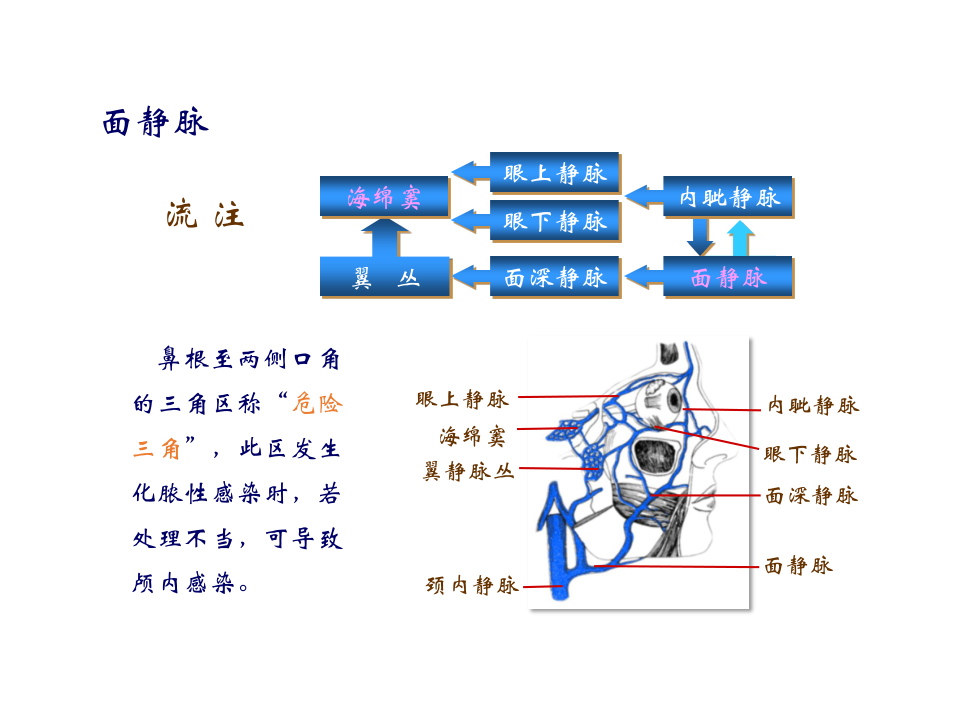 面静脉
流 注
眼上静脉
海绵窦
内眦静脉
眼下静脉
翼 丛
面深静脉
面静脉
鼻根至两侧口角
的三角区称“危险
三角”，此区发生
化脓性感染时，若
处理不当，可导致
颅内感染。
眼上静脉
海绵窦
翼静脉丛
颈内静脉
内眦静脉
眼下静脉
面深静脉
面静脉